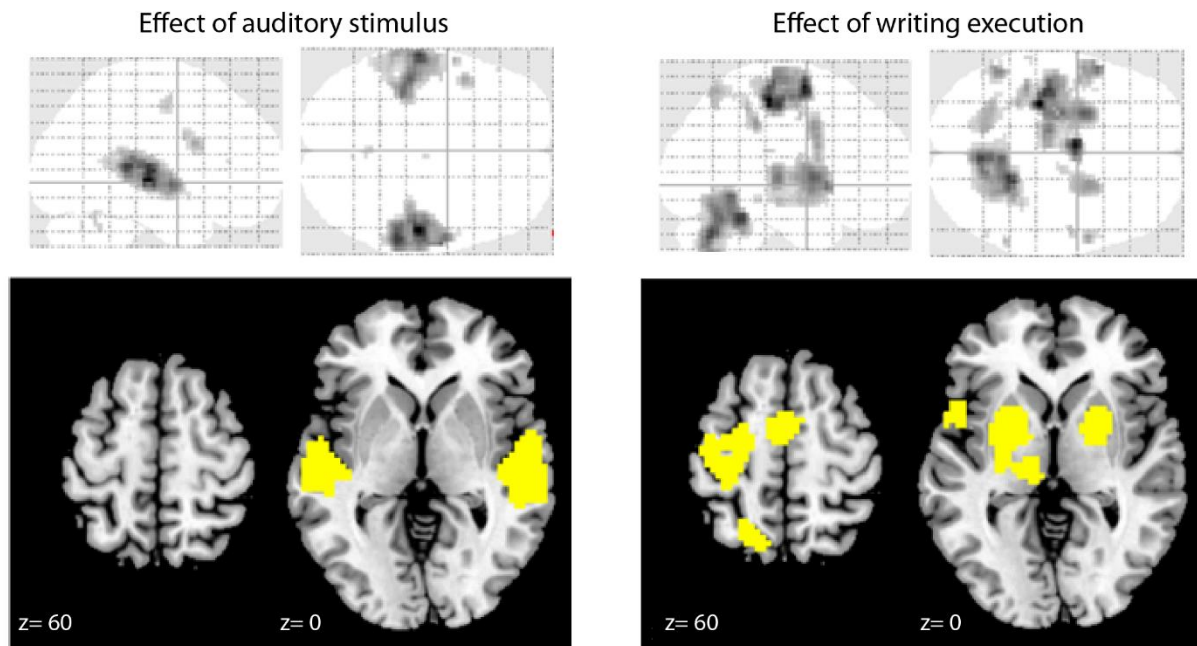 Effect of auditory stimulus
Effect of writing execution
z= 60
z= 0
z= 60
z= 0